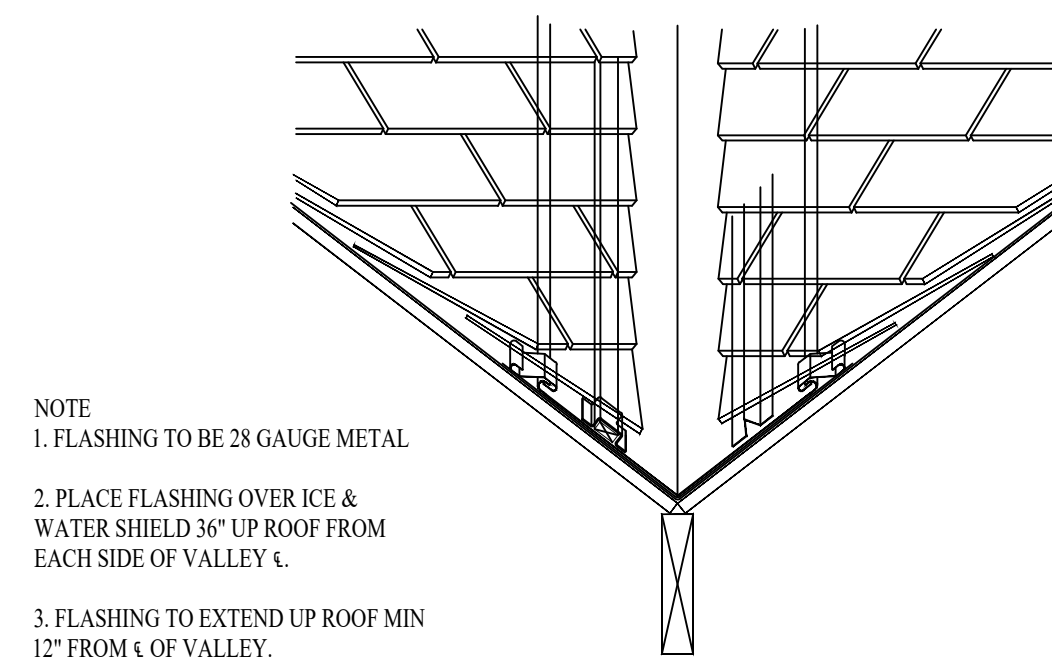 NOTE
1. FLASHING TO BE 28 GAUGE METAL
2. PLACE FLASHING OVER ICE &
WATER SHIELD 36" UP ROOF FROM
EACH SIDE OF VALLEY ℄.
3. FLASHING TO EXTEND UP ROOF MIN
12" FROM ℄ OF VALLEY.